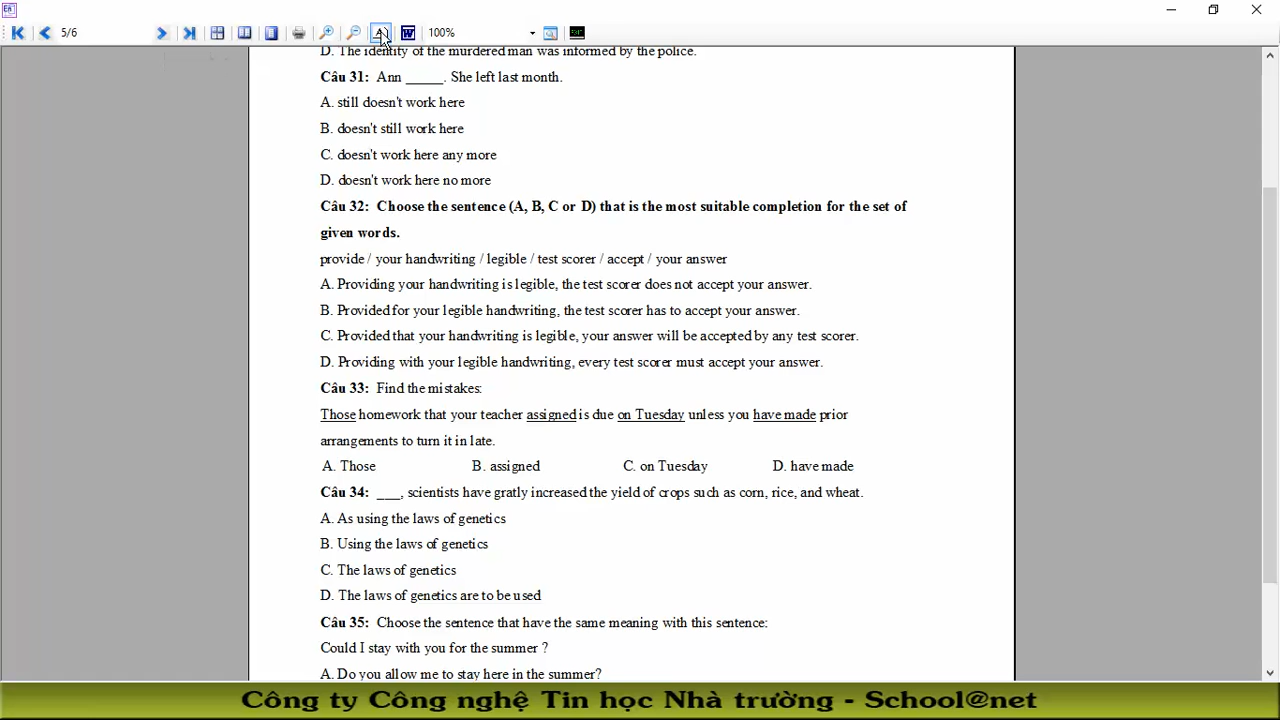 5/6
100%
D. The identity of the murdered man was informed by the police.
Câu 31: Ann _____. She left last month.
A. still doesn't work here
B. doesn't still work here
C. doesn't work here any more
D. doesn't work here no more
Câu 32: Choose the sentence (A, B, C or D) that is the most suitable completion for the set of
given words.
provide / your handwriting / legible / test scorer / accept / your answer
A. Providing your handwriting is legible, the test scorer does not accept your answer.
B. Provided for your legible handwriting, the test scorer has to accept your answer.
C. Provided that your handwriting is legible, your answer will be accepted by any test scorer.
D. Providing with your legible handwriting, every test scorer must accept your answer.
Câu 33: Find the mistakes:
Those homework that your teacher assigned is due on Tuesday unless you have made prior
arrangements to turn it in late.
A. Those B. assigned C. on Tuesday D. have made
Câu 34: ___, scientists have gratly increased the yield of crops such as corn, rice, and wheat.
A. As using the laws of genetics
B. Using the laws of genetics
C. The laws of genetics
D. The laws of genetics are to be used
Câu 35: Choose the sentence that have the same meaning with this sentence:
Could I stay with you for the summer ?
A. Do you allow me to stay here in the summer?
Công ty Công nghệ Tin học Nhà trường - School@net